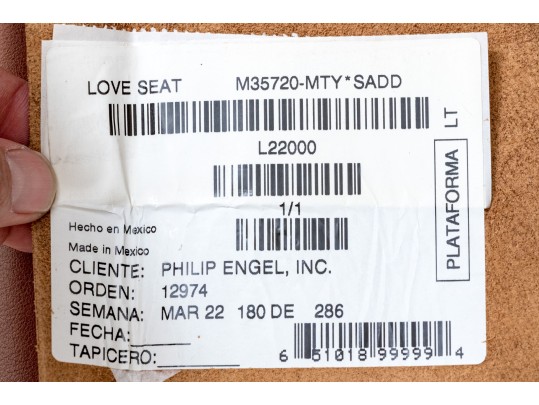 LOVE SEAT M35720-MTY*SADD
L22000
1/1
Hecho en Mexico
Made in Mexico
CLIENTE: PHILIP ENGEL, INC.
ORDEN: 12974
SEMANA: MAR 22 180 DE 286
FECHA:
TAPICERO:
6 51018 99999 4
PLATAFORMA LT